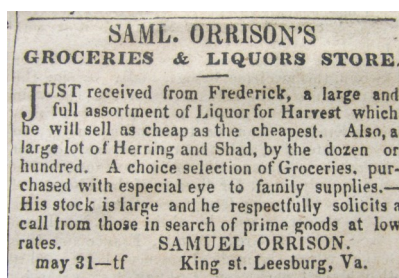 SAML. ORRISON'S
GROCERIES & LIQUORS STORE.
JUST received from Frederick, a large and
full assortment of Liquor for Harvest which
he will sell as cheap as the cheapest. Also, a
large lot of Herring and Shad, by the dozen or
hundred. A choice selection of Groceries, pur-
chased with especial eye to family supplies.—
His stock is large and he respectfully solicits a
call from those in search of prime goods at low
rates. SAMUEL ORRISON.
may 31—tf King st. Leesburg, Va.